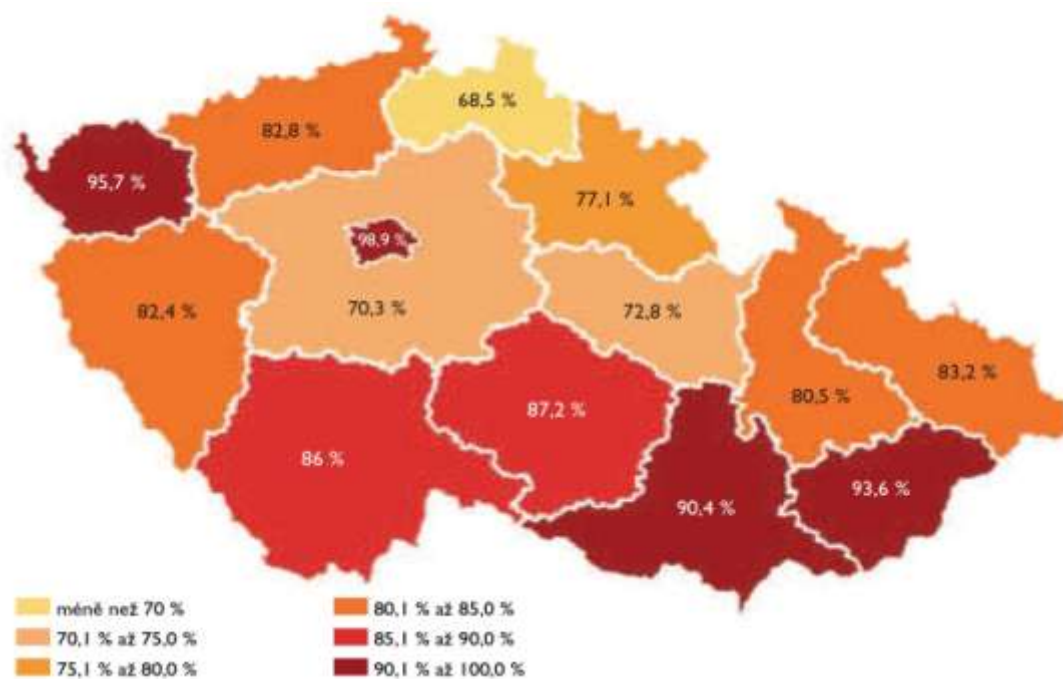 68,5 %
82,8 %
95,7 %
77,1 %
98,9 %
82,4 %
70,3 %
72,8 %
83,2 %
80,5 %
87,2 %
86 %
93,6 %
90,4 %
méně než 70 %
70,1 % až 75,0 %
75,1 % až 80,0 %
80,1 % až 85,0 %
85,1 % až 90,0 %
90,1 % až 100,0 %